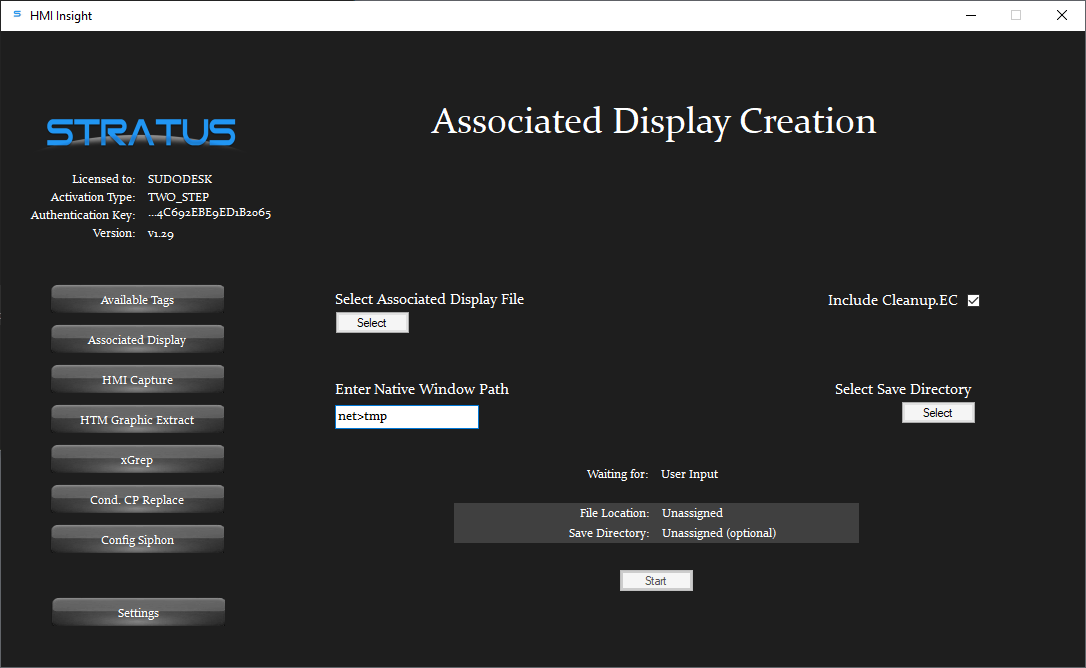 HMI Insight
STRATUS
Associated Display Creation
Licensed to: SUDODESK
Activation Type: TWO_STEP
Authentication Key: ...4C692EBE9ED1B2065
Version: v1.29
Available Tags
Associated Display
HMI Capture
HTM Graphic Extract
xGrep
Cond. CP Replace
Config Siphon
Settings
Select Associated Display File
Select
Include Cleanup.EC
Enter Native Window Path
net>tmp
Select Save Directory
Select
Waiting for: User Input
File Location: Unassigned
Save Directory: Unassigned (optional)
Start